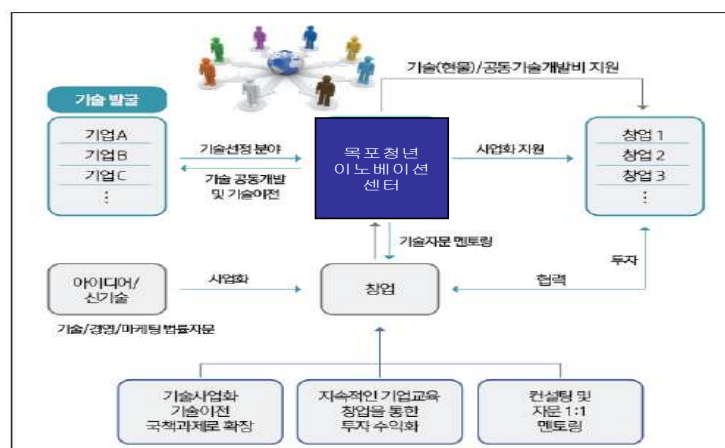 기술(현물)/공동기술개발비 지원
기술 발굴
기업A
기업B
기업C
⋮
기술선정 분야
기술 공동개발
및 기술이전
목포청년
이노베이션
센터
사업화 지원
창업 1
창업 2
창업 3
⋮
기술자문 멘토링
투자
아이디어/
신기술
사업화
창업
협력
기술/경영/마케팅 법률자문
기술사업화
기술이전
국책과제로 확장
지속적인 기업교육
창업을 통한
투자 수익화
컨설팅 및
자문 1:1
멘토링